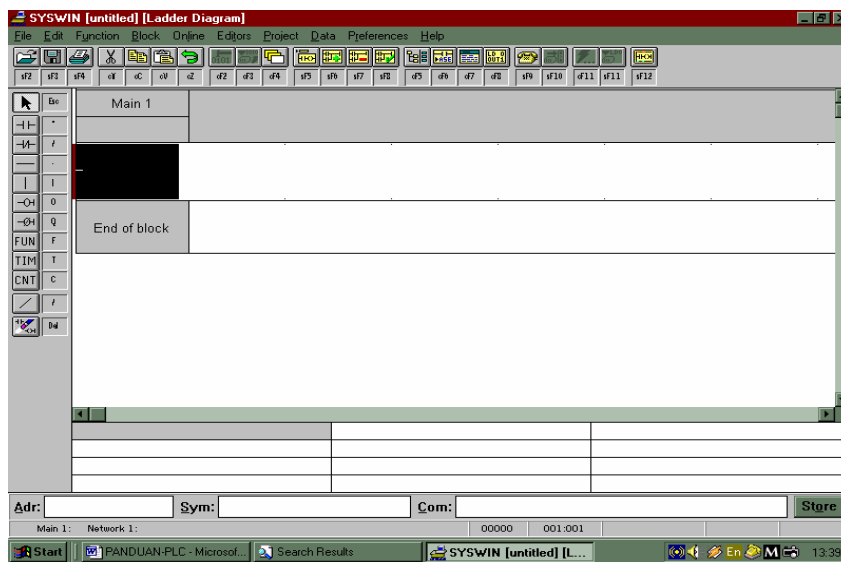 SYSWIN [untitled] [Ladder Diagram]
File Edit Function Block Online Editors Project Data Preferences Help
sF2 sF3 sF4 cX cC cV cZ cF2 cF3 cF4 sF5 sF6 sF7 sF8 cF5 cF6 cF7 cF8 sF9 sF10 cF11 sF11 sF12
Esc
Main 1
O
Q
FUN F
End of block
TIM T
CNT C
Del
Adr: Sym: Com: Store
Main 1: Network 1: 00000 001:001
Start PANDUAN-PLC - Microsof... Search Results SYSWIN [untitled] [L... En M 13:39